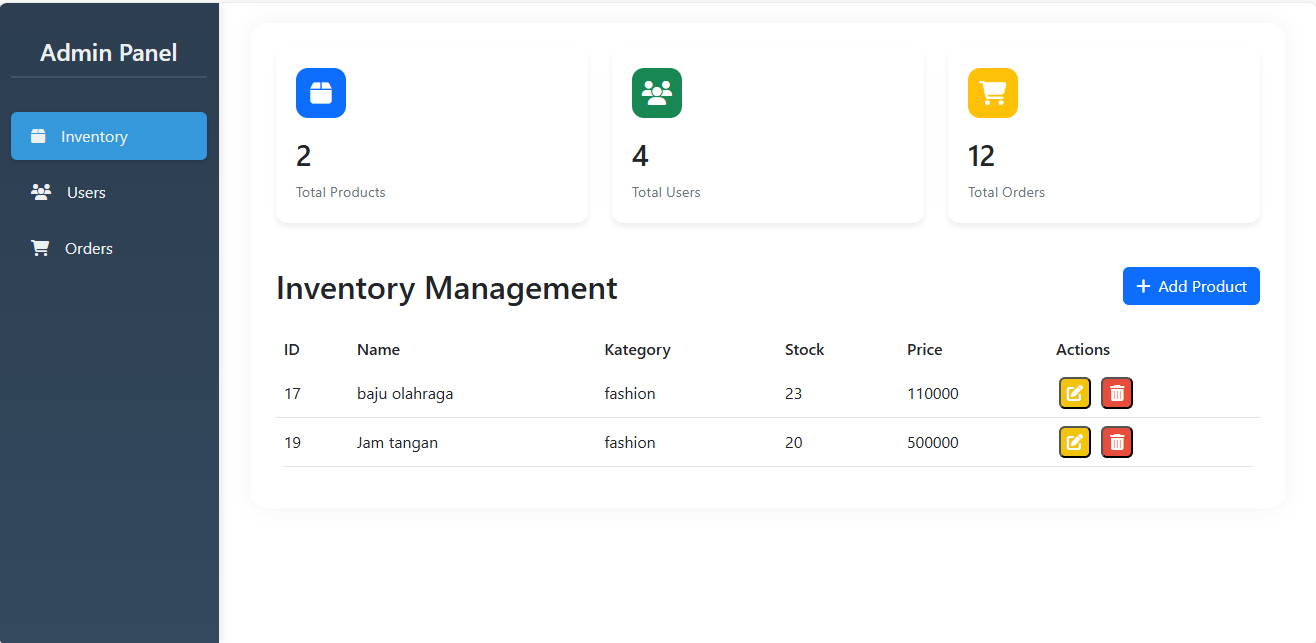 Admin Panel
Inventory
Users
Orders
2
Total Products
4
Total Users
12
Total Orders
Inventory Management
Add Product
ID Name Kategory Stock Price Actions
17 baju olahraga fashion 23 110000
19 Jam tangan fashion 20 500000